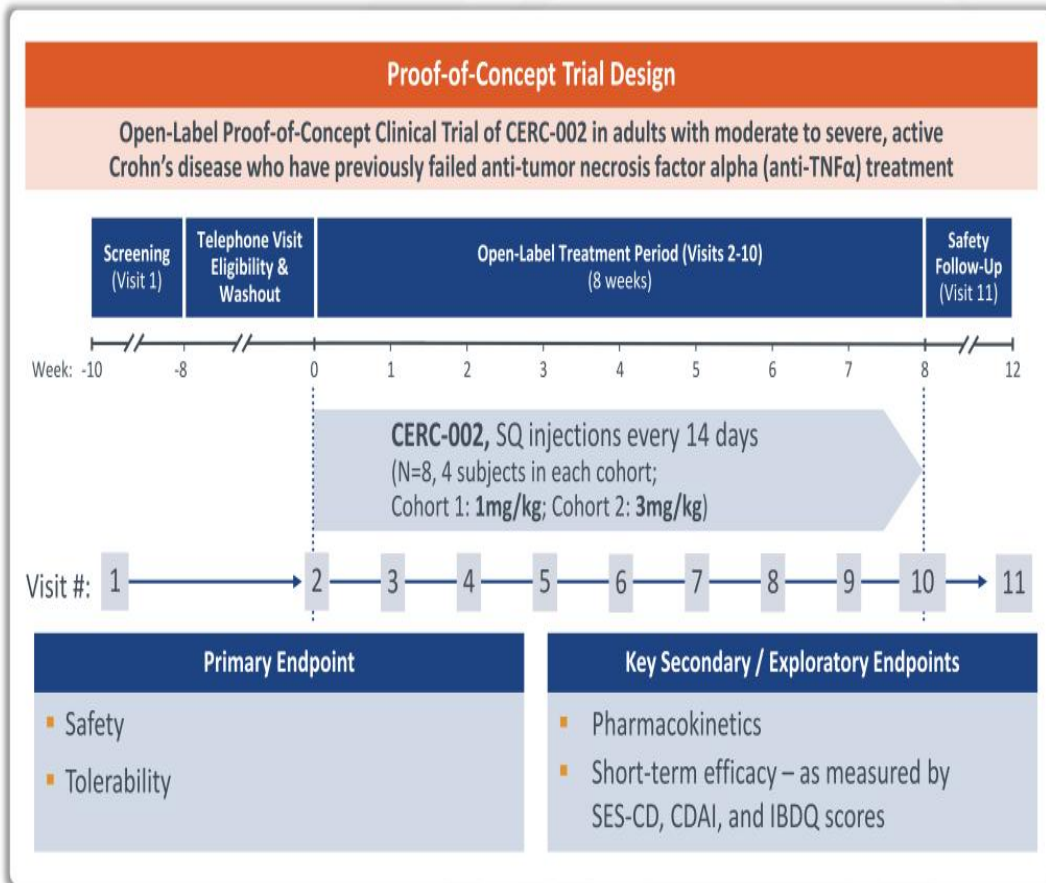 Proof-of-Concept Trial Design
Open-Label Proof-of-Concept Clinical Trial of CERC-002 in adults with moderate to severe, active
Crohn's disease who have previously failed anti-tumor necrosis factor alpha (anti-TNFα) treatment
Screening
(Visit 1)
Telephone Visit
Eligibility &
Washout
Open-Label Treatment Period (Visits 2-10)
(8 weeks)
Safety
Follow-Up
(Visit 11)
Week: -10 -8 0 1 2 3 4 5 6 7 8 12
CERC-002, SQ injections every 14 days
(N=8, 4 subjects in each cohort;
Cohort 1: 1mg/kg; Cohort 2: 3mg/kg)
Visit #: 1 2 3 4 5 6 7 8 9 10 11
Primary Endpoint
▪ Safety
▪ Tolerability
Key Secondary / Exploratory Endpoints
▪ Pharmacokinetics
▪ Short-term efficacy – as measured by
SES-CD, CDAI, and IBDQ scores